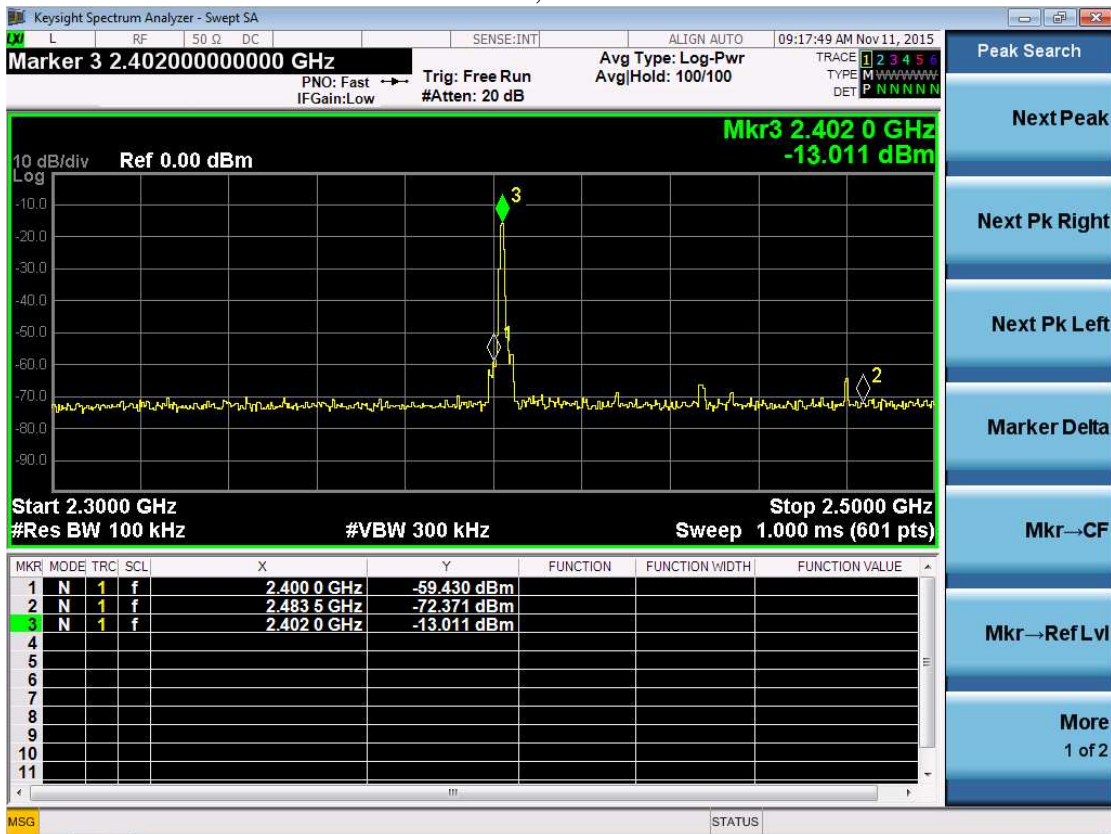 Keysight Spectrum Analyzer - Swept SA
LXI L RF 50 Ω DC SENSE:INT ALIGN AUTO 09:17:49 AM Nov 11, 2015
Marker 3 2.402000000000 GHz
PNO: Fast
IFGain:Low
Trig: Free Run
#Atten: 20 dB
Avg Type: Log-Pwr
Avg|Hold: 100/100
TRACE 1 2 3 4 5 6
TYPE M WWWWW
DET P N N N N N
Mkr3 2.402 0 GHz
-13.011 dBm
10 dB/div Ref 0.00 dBm
Log
3
-10.0
-20.0
-30.0
-40.0
-50.0
-60.0
2
-70.0
-80.0
-90.0
Start 2.3000 GHz Stop 2.5000 GHz
#Res BW 100 kHz #VBW 300 kHz Sweep 1.000 ms (601 pts)
MKR MODE TRC SCL X Y FUNCTION FUNCTION WIDTH FUNCTION VALUE
1 N 1 f 2.400 0 GHz -59.430 dBm
2 N 1 f 2.483 5 GHz -72.371 dBm
3 N 1 f 2.402 0 GHz -13.011 dBm
4
5
6
7
8
9
10
11
MSG STATUS
Peak Search
Next Peak
Next Pk Right
Next Pk Left
Marker Delta
Mkr→CF
Mkr→Ref Lvl
More
1 of 2